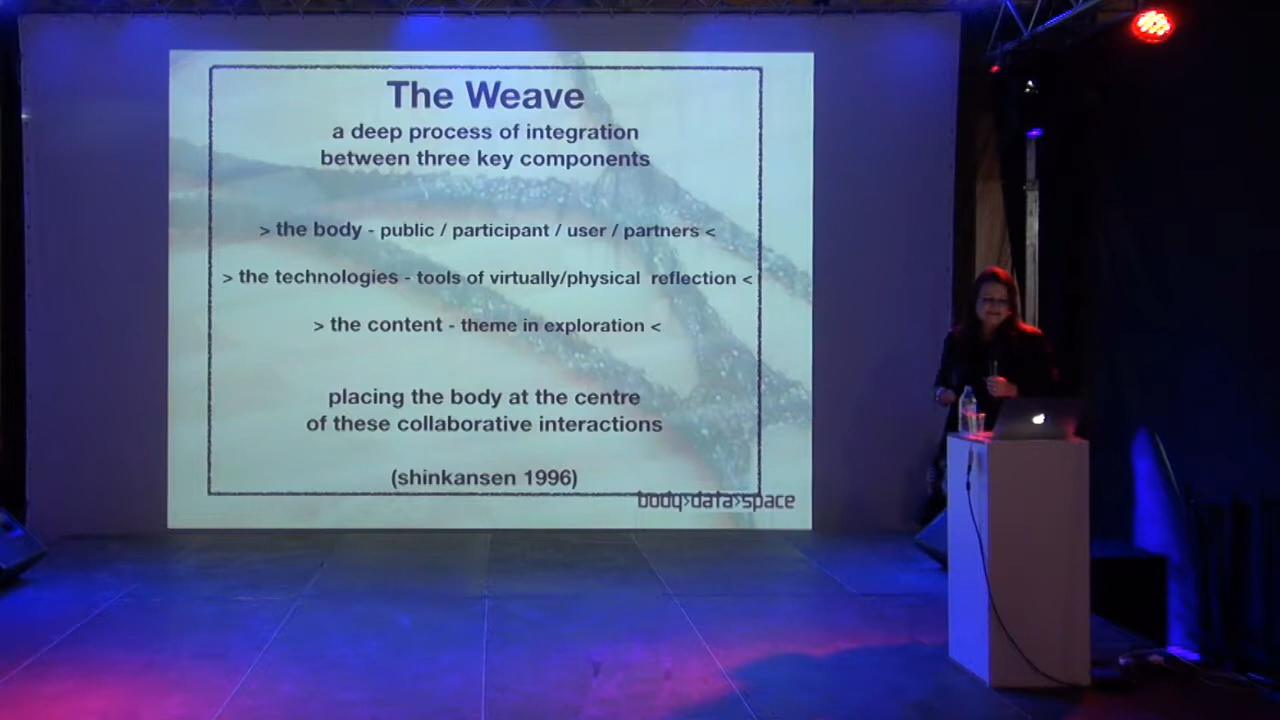 The Weave
a deep process of integration
between three key components
> the body - public / participant / user / partners <
> the technologies - tools of virtually/physical reflection <
> the content - theme in exploration <
placing the body at the centre
of these collaborative interactions
(shinkansen 1996)
body>data>space